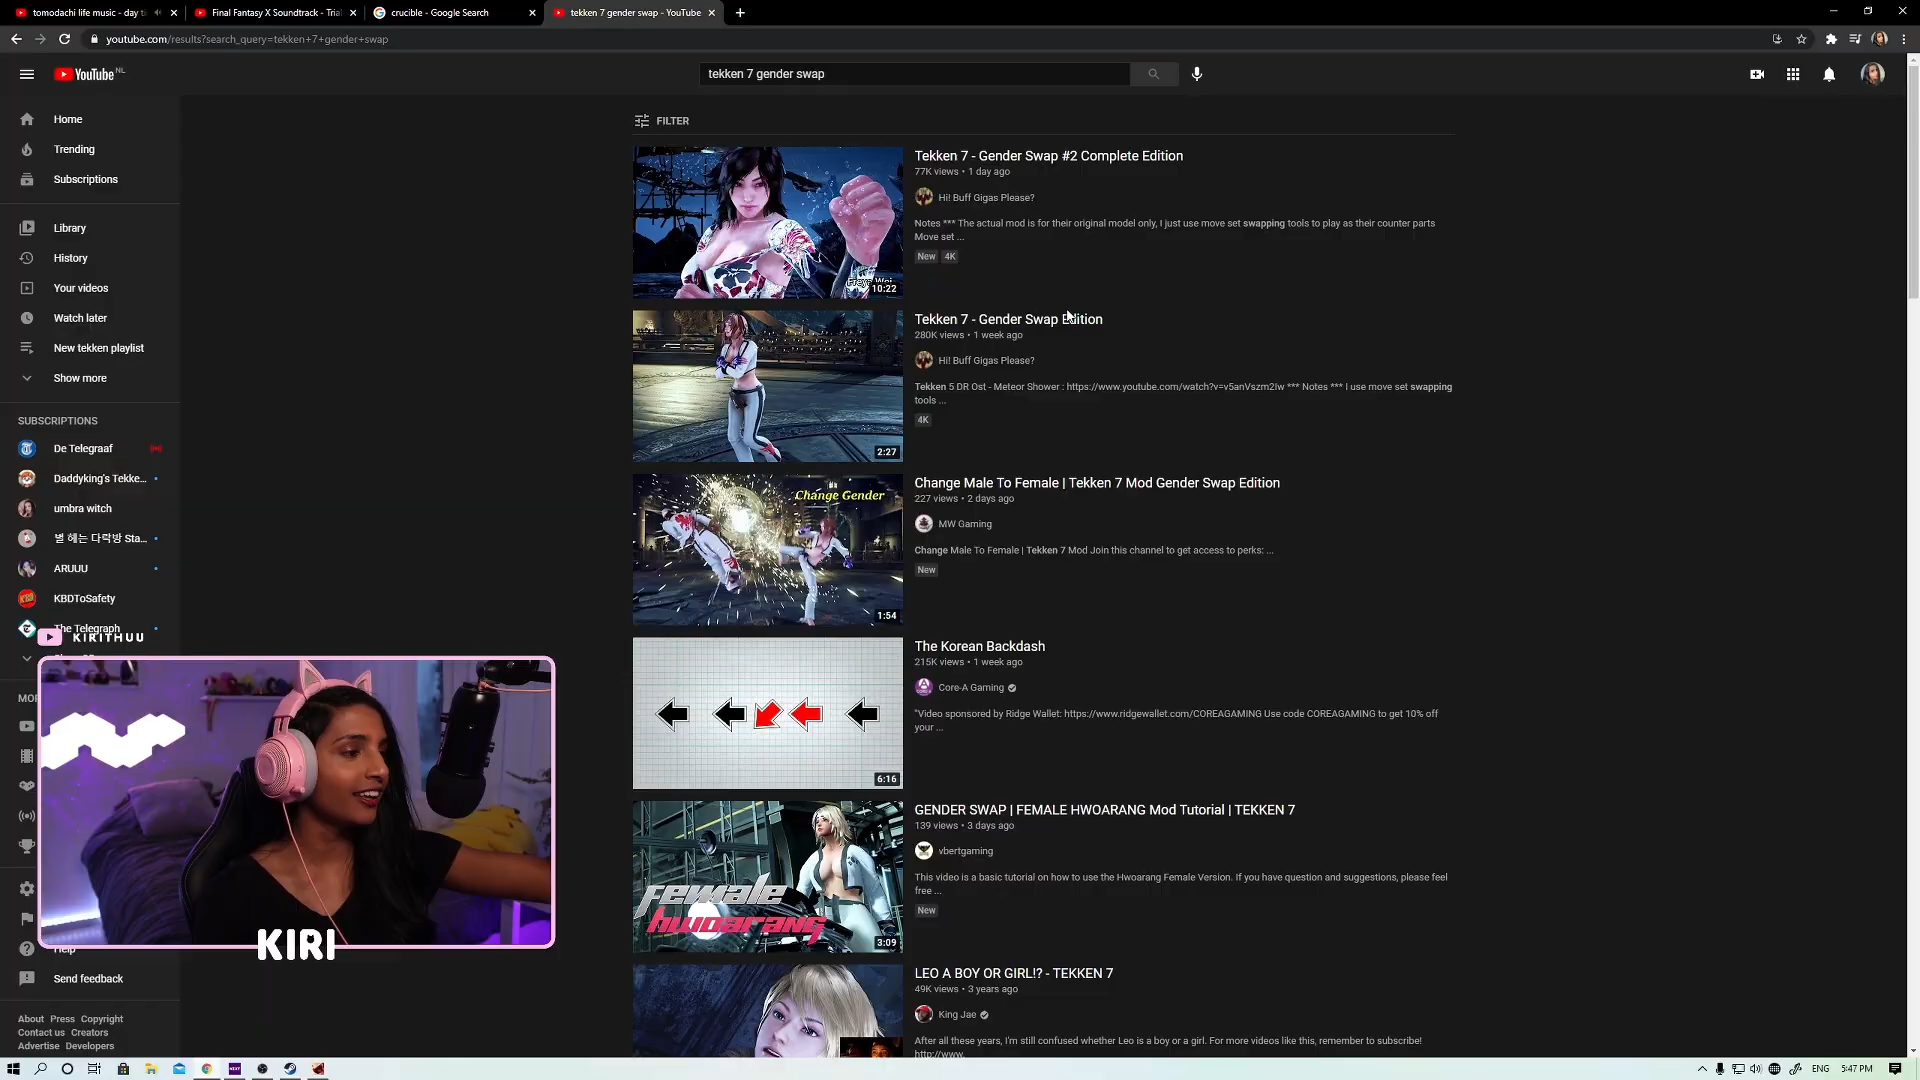 tomodachi life music - day ti
Final Fantasy X Soundtrack - Tria
crucible - Google Search
tekken 7 gender swap - YouTube
youtube.com/results?search_query=tekken+7+gender+swap
YouTube NL
tekken 7 gender swap
Home
Trending
Subscriptions
Library
History
Your videos
Watch later
New tekken playlist
Show more
SUBSCRIPTIONS
De Telegraaf
Daddyking's Tekke...
umbra witch
별 헤는 다락방 Sta...
ARUUU
KBDToSafety
The Telegraph
KIRITHUU
MO
KIRI
Help
Send feedback
About Press Copyright
Contact us Creators
Advertise Developers
FILTER
Tekken 7 - Gender Swap #2 Complete Edition
77K views • 1 day ago
Hi! Buff Gigas Please?
Notes *** The actual mod is for their original model only, I just use move set swapping tools to play as their counter parts
Move set ...
New 4K
10:22
Tekken 7 - Gender Swap Edition
280K views • 1 week ago
Hi! Buff Gigas Please?
Tekken 5 DR Ost - Meteor Shower : https://www.youtube.com/watch?v=v5anVszm2Iw *** Notes *** I use move set swapping
tools ...
4K
2:27
Change Gender
1:54
Change Male To Female | Tekken 7 Mod Gender Swap Edition
227 views • 2 days ago
MW Gaming
Change Male To Female | Tekken 7 Mod Join this channel to get access to perks: ...
New
The Korean Backdash
215K views • 1 week ago
Core-A Gaming
"Video sponsored by Ridge Wallet: https://www.ridgewallet.com/COREAGAMING Use code COREAGAMING to get 10% off
your ...
6:16
GENDER SWAP | FEMALE HWOARANG Mod Tutorial | TEKKEN 7
139 views • 3 days ago
vbertgaming
This video is a basic tutorial on how to use the Hwoarang Female Version. If you have question and suggestions, please feel
free ...
New
FEMALE
HWOARANG
3:09
LEO A BOY OR GIRL!? - TEKKEN 7
49K views • 3 years ago
King Jae
After all these years, I'm still confused whether Leo is a boy or a girl. For more videos like this, remember to subscribe!
http://www.
ENG 5:47 PM